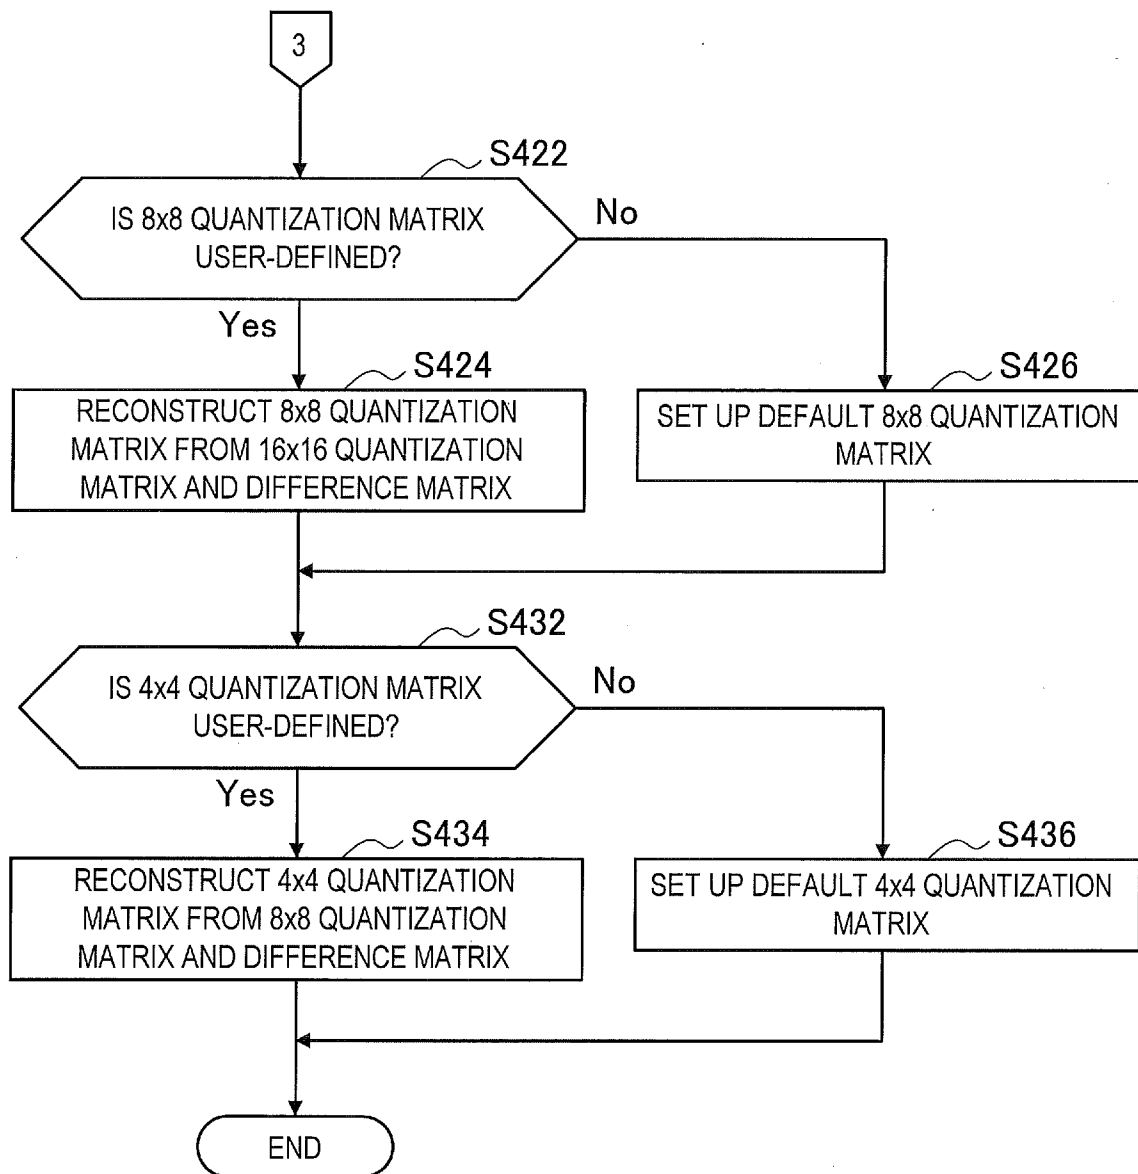 3
S422
IS 8x8 QUANTIZATION MATRIX
USER-DEFINED?
No
Yes
S424
RECONSTRUCT 8x8 QUANTIZATION
MATRIX FROM 16x16 QUANTIZATION
MATRIX AND DIFFERENCE MATRIX
S426
SET UP DEFAULT 8x8 QUANTIZATION
MATRIX
S432
IS 4x4 QUANTIZATION MATRIX
USER-DEFINED?
No
Yes
S434
RECONSTRUCT 4x4 QUANTIZATION
MATRIX FROM 8x8 QUANTIZATION
MATRIX AND DIFFERENCE MATRIX
S436
SET UP DEFAULT 4x4 QUANTIZATION
MATRIX
END